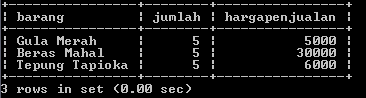 barang jumlah hargapenjualan
Gula Merah 5 5000
Beras Mahal 5 30000
Tepung Tapioka 5 6000
3 rows in set (0.00 sec)